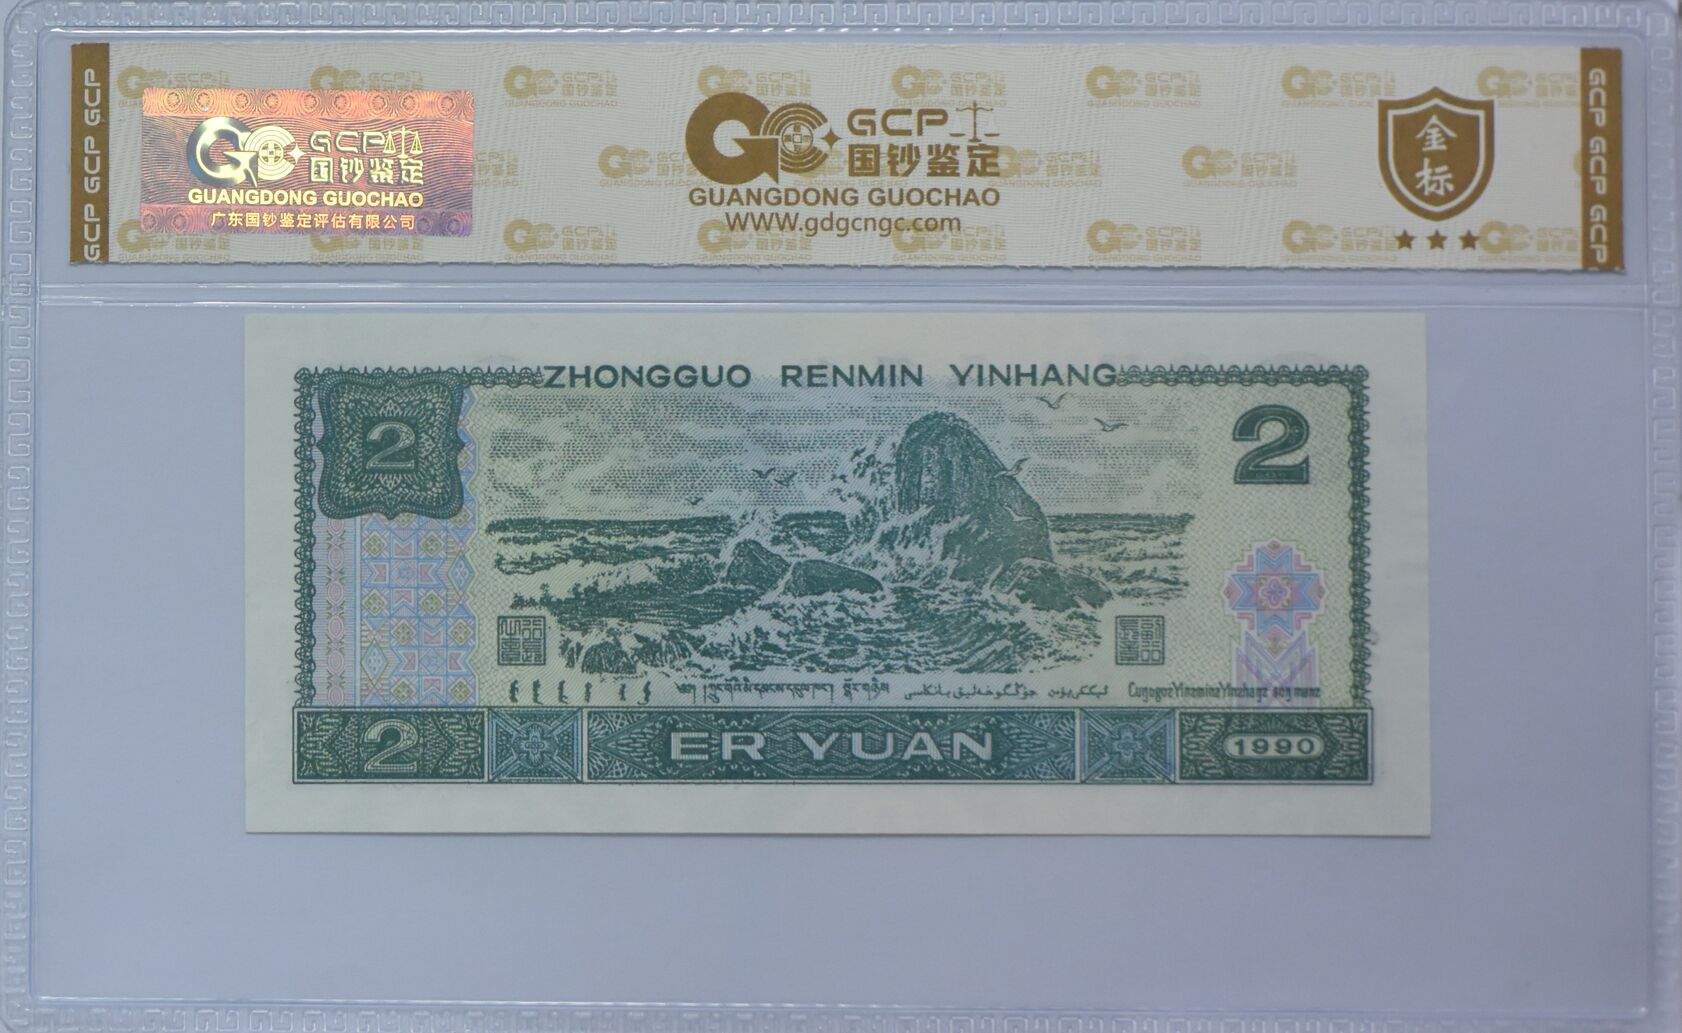 GCP GCP GCP
GCP
国钞鉴定
GUANGDONG GUOCHAO
广东国钞鉴定评估有限公司
GCP
国钞鉴定
GUANGDONG GUOCHAO
WWW.gdgcngc.com
金标
GCP GCP GCP
ZHONGGUO RENMIN YINHANG
2
2
2
ER YUAN
1990